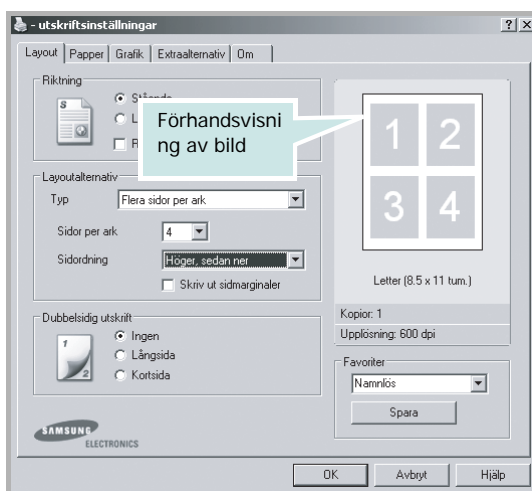 - utskriftsinställningar
Layout Papper Grafik Extraalternativ Om
Riktning
S
Förhandsvisni
ng av bild
Layoutalternativ
Typ Flera sidor per ark
Sidor per ark 4
Sidordning Höger, sedan ner
Skriv ut sidmarginaler
Dubbelsidig utskrift
1
2
Ingen
Långsida
Kortsida
SAMSUNG
ELECTRONICS
1 2
3 4
Letter (8.5 x 11 tum.)
Kopior: 1
Upplösning: 600 dpi
Favoriter
Namnlös
Spara
OK Avbryt Hjälp